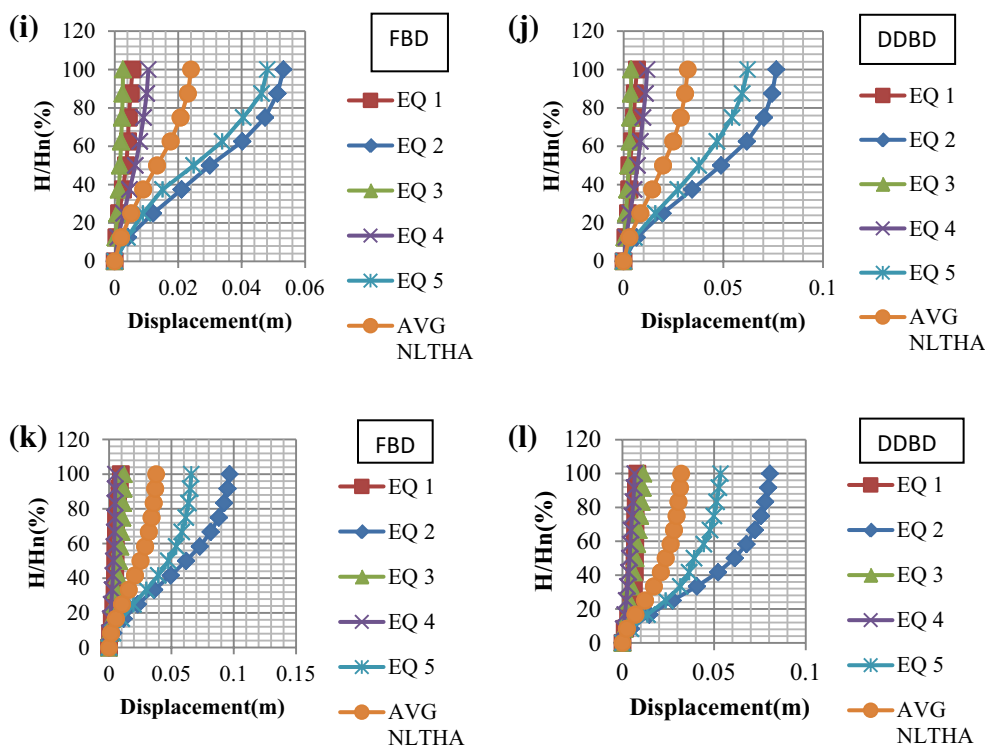 (i)
FBD
120
100
80
60
40
20
0
H/Hn(%)
0
0.02
0.04
0.06
Displacement(m)
EQ 1
EQ 2
EQ 3
EQ 4
EQ 5
AVG
NLTHA
(j)
DDBD
120
100
80
60
40
20
0
H/Hn(%)
0
0.05
0.1
Displacement(m)
EQ 1
EQ 2
EQ 3
EQ 4
EQ 5
AVG
NLTHA
(k)
FBD
120
100
80
60
40
20
0
H/Hn(%)
0
0.05
0.1
0.15
Displacement(m)
EQ 1
EQ 2
EQ 3
EQ 4
EQ 5
AVG
NLTHA
(l)
DDBD
120
100
80
60
40
20
0
H/Hn(%)
0
0.05
0.1
Displacement(m)
EQ 1
EQ 2
EQ 3
EQ 4
EQ 5
AVG
NLTHA